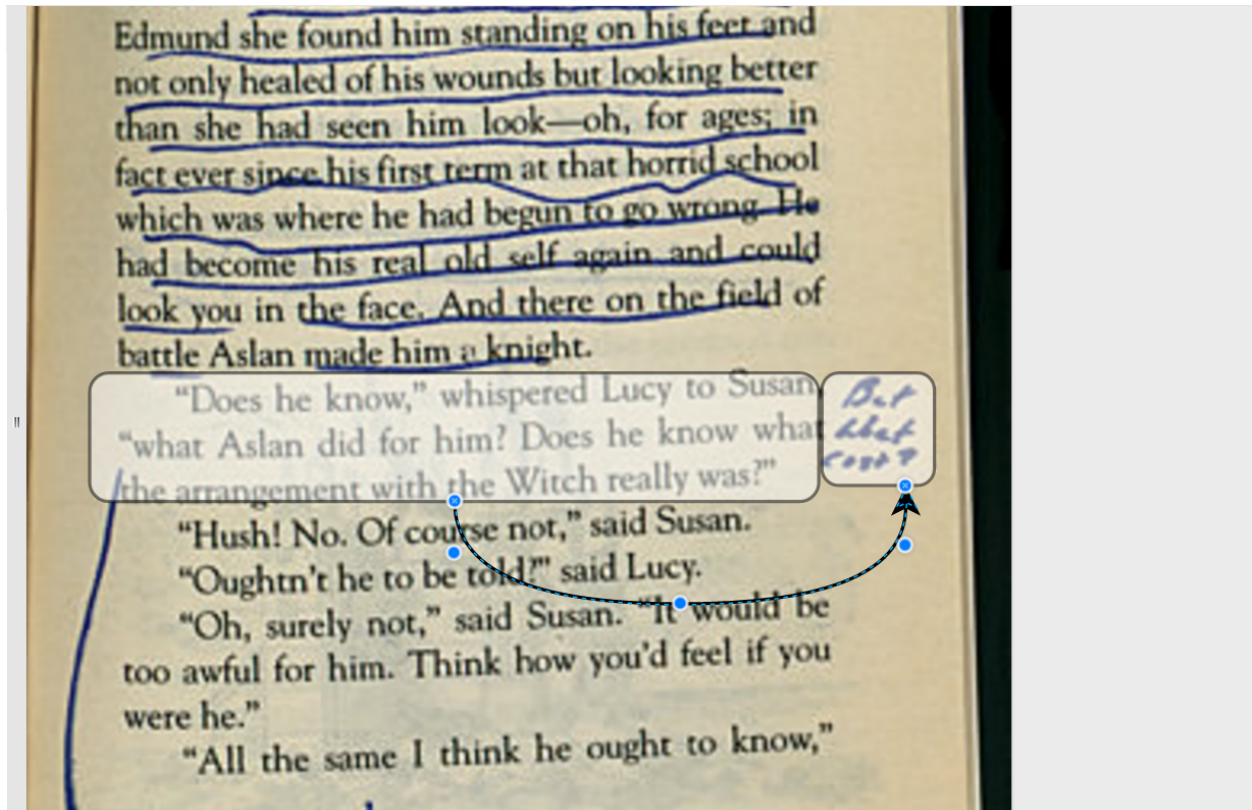 Edmund she found him standing on his feet and
not only healed of his wounds but looking better
than she had seen him look—oh, for ages; in
fact ever since his first term at that horrid school
which was where he had begun to go wrong. He
had become his real old self again and could
look you in the face. And there on the field of
battle Aslan made him a knight.
“Does he know,” whispered Lucy to Susan,
“what Aslan did for him? Does he know what
the arrangement with the Witch really was?”
But
what
cost?
“Hush! No. Of course not,” said Susan.
“Oughtn't he to be told?” said Lucy.
“Oh, surely not,” said Susan. “It would be
too awful for him. Think how you'd feel if you
were he.”
“All the same I think he ought to know,”